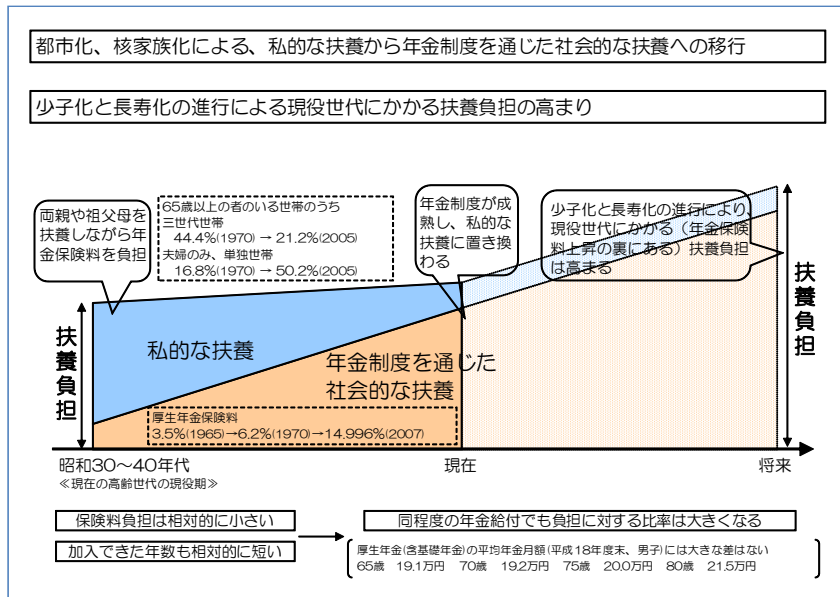 都市化、核家族化による、私的な扶養から年金制度を通じた社会的な扶養への移行
少子化と長寿化の進行による現役世代にかかる扶養負担の高まり
両親や祖父母を
扶養しながら年
金保険料を負担
65歳以上の者のいる世帯のうち
三世代世帯
44.4%(1970) → 21.2%(2005)
夫婦のみ、単独世帯
16.8%(1970) → 50.2%(2005)
年金制度が成
熟し、私的な
扶養に置き換
わる
少子化と長寿化の進行により、
現役世代にかかる（年金保険
料上昇の裏にある）扶養負担
は高まる
扶養負担
私的な扶養
年金制度を通じた
社会的な扶養
扶養負担
厚生年金保険料
3.5%(1965)→6.2%(1970)→14.996%(2007)
昭和30～40年代
≪現在の高齢世代の現役期≫
現在
将来
保険料負担は相対的に小さい
加入できた年数も相対的に短い
同程度の年金給付でも負担に対する比率は大きくなる
厚生年金(含基礎年金)の平均年金月額(平成18年度末、男子)には大きな差はない
65歳 19.1万円 70歳 19.2万円 75歳 20.0万円 80歳 21.5万円